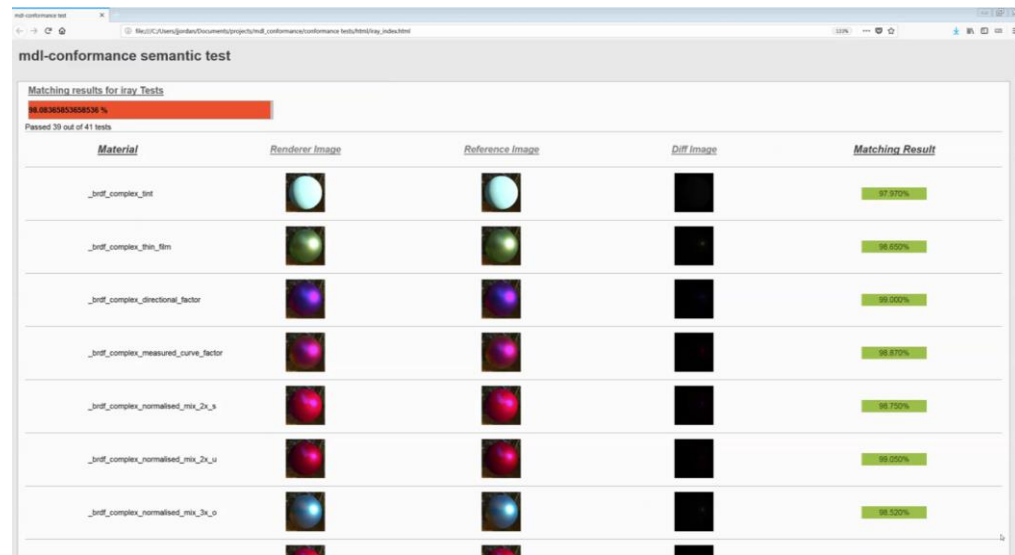 mdl-conformance test
file:///C:/Users/jjordan/Documents/projects/mdl_conformance/conformance tests/html/iray_index.html
120%
mdl-conformance semantic test
Matching results for iray Tests
98.08365853658536 %
Passed 39 out of 41 tests
Material Renderer Image Reference Image Diff Image Matching Result
_brdf_complex_tint 97.970%
_brdf_complex_thin_film 98.650%
_brdf_complex_directional_factor 99.000%
_brdf_complex_measured_curve_factor 98.870%
_brdf_complex_normalised_mix_2x_s 98.750%
_brdf_complex_normalised_mix_2x_u 99.050%
_brdf_complex_normalised_mix_3x_o 98.520%